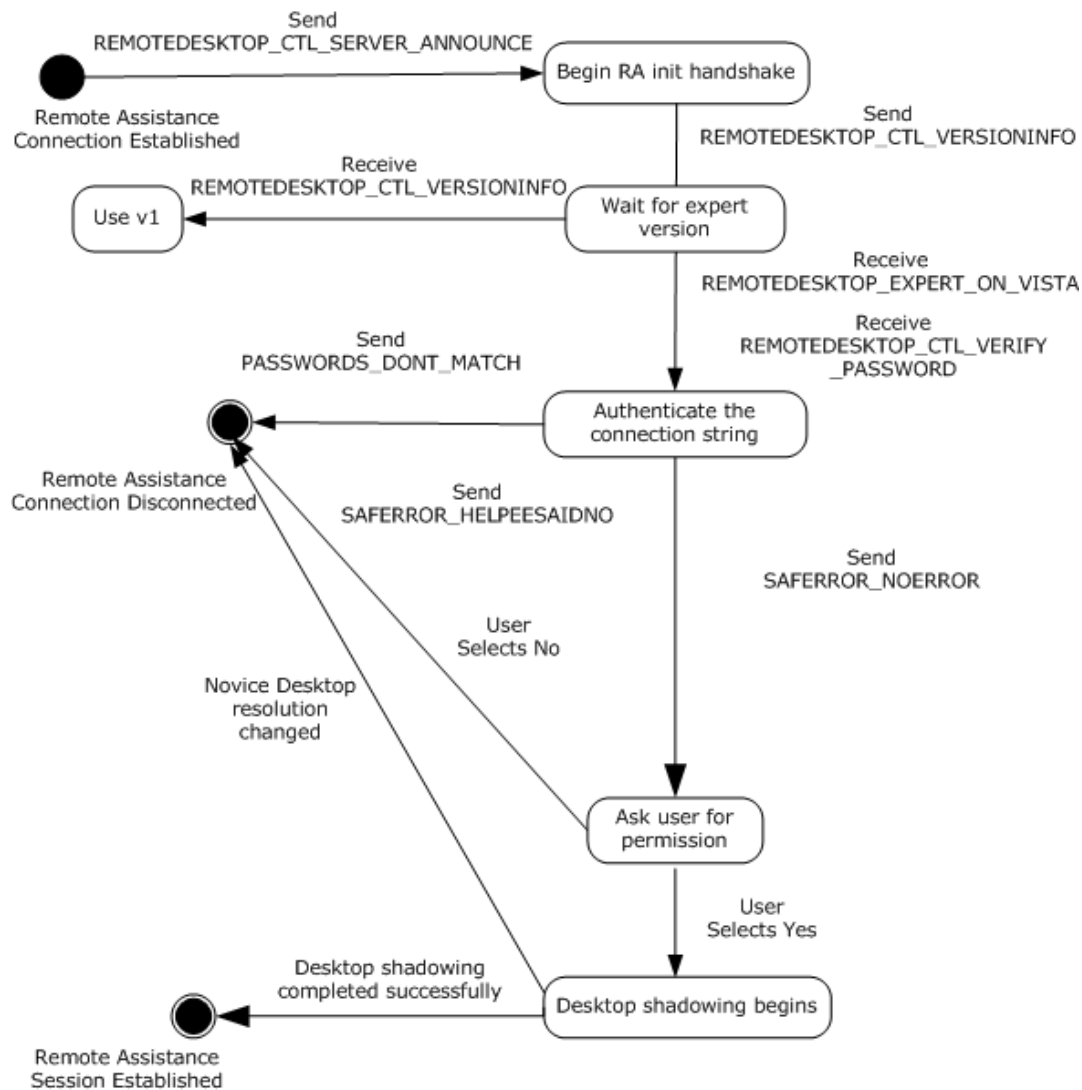 Send
REMOTEDESKTOP_CTL_SERVER_ANNOUNCE
Begin RA init handshake
Remote Assistance
Connection Established
Send
REMOTEDESKTOP_CTL_VERSIONINFO
Receive
REMOTEDESKTOP_CTL_VERSIONINFO
Use v1
Wait for expert
version
Receive
REMOTEDESKTOP_EXPERT_ON_VISTA
Receive
REMOTEDESKTOP_CTL_VERIFY
_PASSWORD
Send
PASSWORDS_DONT_MATCH
Authenticate the
connection string
Remote Assistance
Connection Disconnected
Send
SAFERROR_HELPEESAIDNO
Send
SAFERROR_NOERROR
User
Selects No
Novice Desktop
resolution
changed
Ask user for
permission
User
Selects Yes
Desktop shadowing
completed successfully
Desktop shadowing begins
Remote Assistance
Session Established